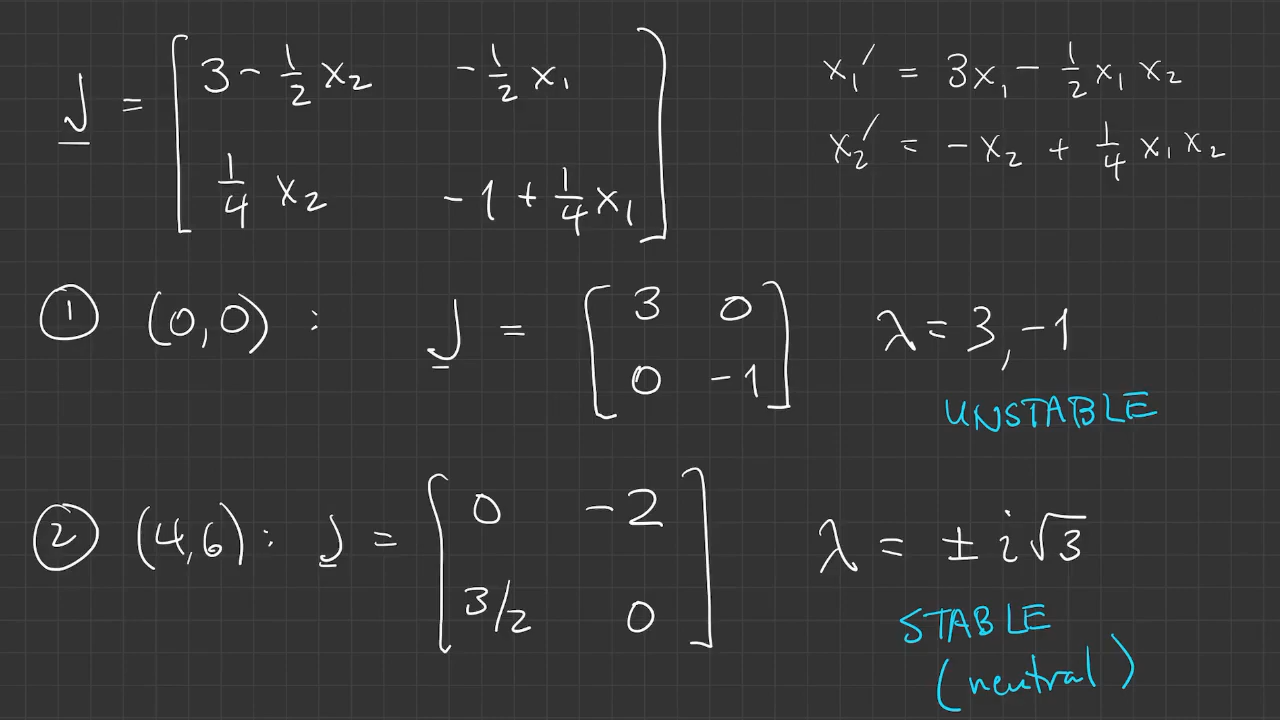 J = [ 3 - 1/2 x₂   - 1/2 x₁ ]
[ 1/4 x₂   - 1 + 1/4 x₁ ]
x₁′ = 3x₁ - 1/2 x₁ x₂
x₂′ = - x₂ + 1/4 x₁ x₂
① (0,0) : J = [ 3 0 ; 0 -1 ] λ = 3, -1
UNSTABLE
② (4,6) : J = [ 0 -2 ; 3/2 0 ] λ = ± i√3
STABLE
(neutral)